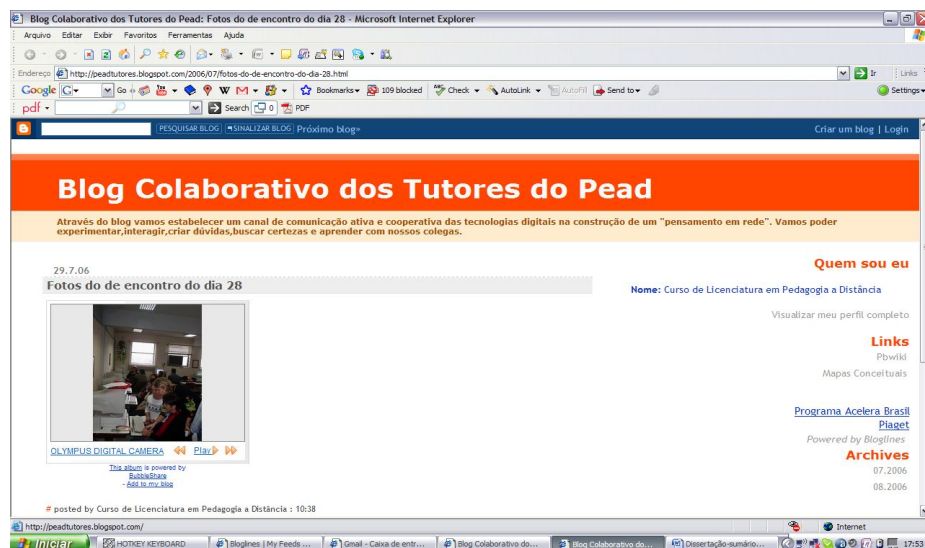 Blog Colaborativo dos Tutores do Pead: Fotos do de encontro do dia 28 - Microsoft Internet Explorer
Arquivo Editar Exibir Favoritos Ferramentas Ajuda
Endereço http://peadtutores.blogspot.com/2006/07/fotos-do-de-encontro-do-dia-28.html Ir Links
Google G Go Bookmarks 109 blocked Check AutoLink AutoFill Send to Settings
pdf Search 0 PDF
PESQUISAR BLOG SINALIZAR BLOG Próximo blog» Criar um blog | Login
Blog Colaborativo dos Tutores do Pead
Através do blog vamos estabelecer um canal de comunicação ativa e cooperativa das tecnologias digitais na construção de um "pensamento em rede". Vamos poder
experimentar,interagir,criar dúvidas,buscar certezas e aprender com nossos colegas.
29.7.06
Fotos do de encontro do dia 28
OLYMPUS DIGITAL CAMERA Play
This album is powered by
BubbleShare
- Add to my blog
# posted by Curso de Licenciatura em Pedagogia a Distância : 10:38
Quem sou eu
Nome: Curso de Licenciatura em Pedagogia a Distância
Visualizar meu perfil completo
Links
Pbwiki
Mapas Conceituais
Programa Acelera Brasil
Piaget
Powered by Bloglines
Archives
07.2006
08.2006
http://peadtutores.blogspot.com/ Internet
Iniciar HOTKEY KEYBOARD Bloglines | My Feeds ... Gmail - Caixa de entr... Blog Colaborativo do... Blog Colaborativo do... Dissertação-sumário... 17:53